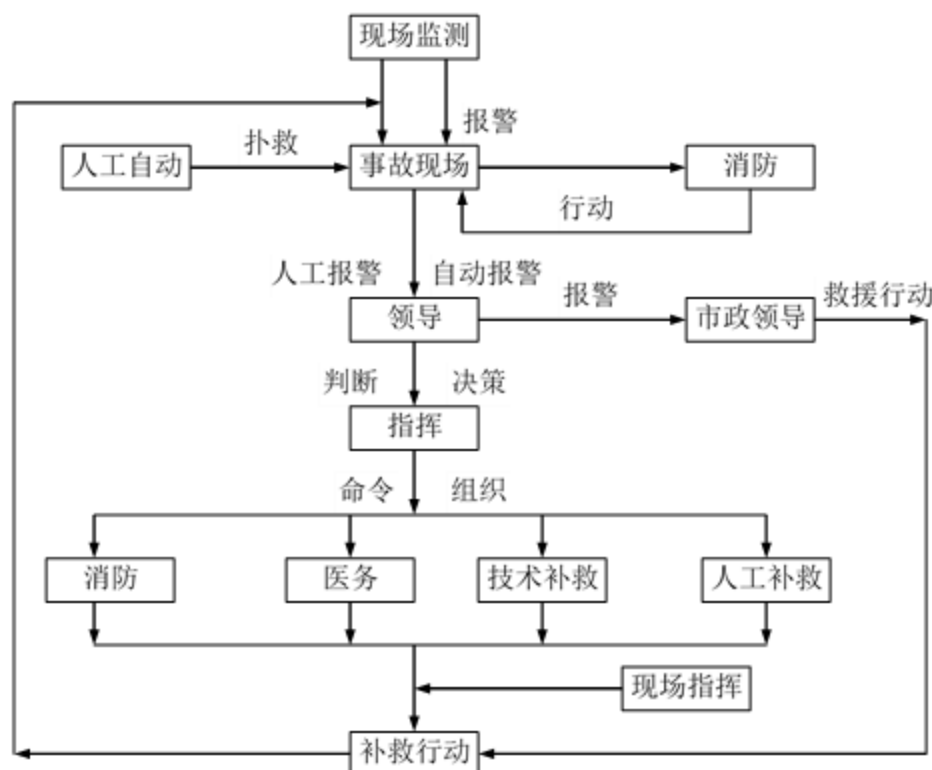 现场监测
报警
扑救
人工自动
事故现场
消防
行动
人工报警
自动报警
报警
救援行动
领导
市政领导
判断
决策
指挥
命令
组织
消防
医务
技术补救
人工补救
现场指挥
补救行动